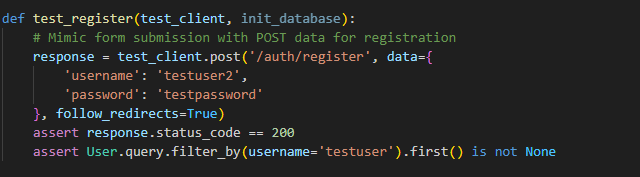 def test_register(test_client, init_database):
    # Mimic form submission with POST data for registration
    response = test_client.post('/auth/register', data={
        'username': 'testuser2',
        'password': 'testpassword'
    }, follow_redirects=True)
    assert response.status_code == 200
    assert User.query.filter_by(username='testuser').first() is not None